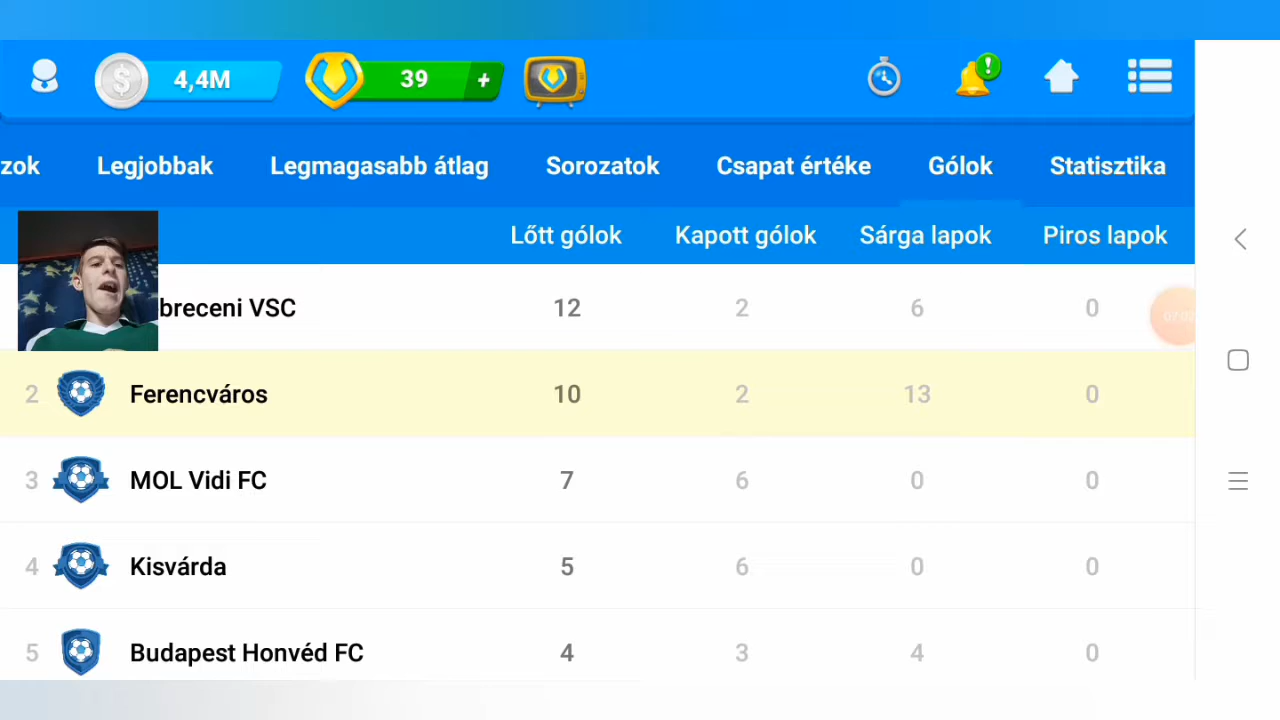 4,4M 39 +
zok Legjobbak Legmagasabb átlag Sorozatok Csapat értéke Gólok Statisztika
Lőtt gólok Kapott gólok Sárga lapok Piros lapok
breceni VSC 12 2 6 0
2 Ferencváros 10 2 13 0
3 MOL Vidi FC 7 6 0 0
4 Kisvárda 5 6 0 0
5 Budapest Honvéd FC 4 3 4 0